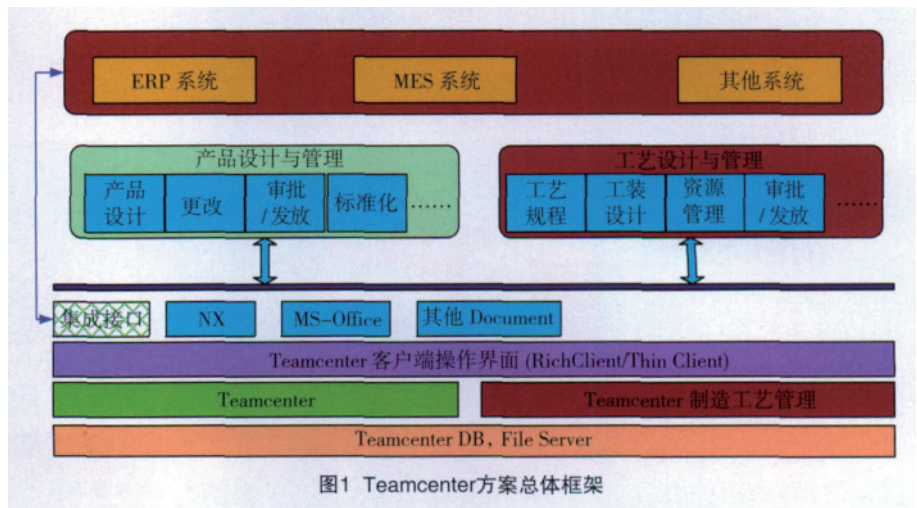 ERP 系统
MES 系统
其他系统
产品设计与管理
产品
设计
更改
审批
/发放
标准化
……
工艺设计与管理
工艺
规程
工装
设计
资源
管理
审批
/发放
……
集成接口
NX
MS-Office
其他 Document
Teamcenter 客户端操作界面 (RichClient/Thin Client)
Teamcenter
Teamcenter 制造工艺管理
Teamcenter DB、File Server
图1 Teamcenter方案总体框架